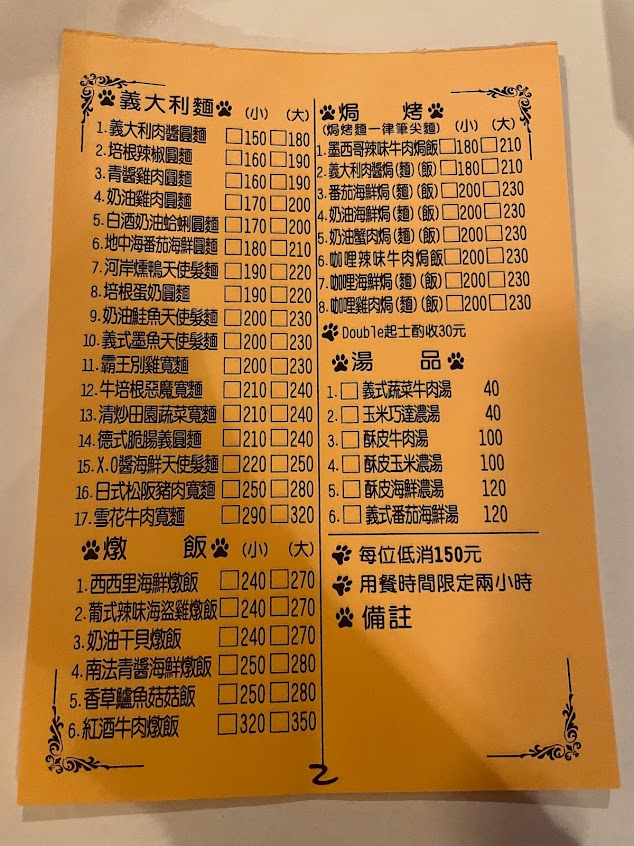 義大利麵 (小) (大)
1.義大利肉醬圓麵 □150 □180
2.培根辣椒圓麵 □160 □190
3.青醬雞肉圓麵 □160 □190
4.奶油雞肉圓麵 □170 □200
5.白酒奶油蛤蜊圓麵 □170 □200
6.地中海番茄海鮮圓麵 □180 □210
7.河岸燻鴨天使髮麵 □190 □220
8.培根蛋奶圓麵 □190 □220
9.奶油鮭魚天使髮麵 □200 □230
10.義式墨魚天使髮麵 □200 □230
11.霸王別雞寬麵 □200 □230
12.牛培根惡魔寬麵 □210 □240
13.清炒田園蔬菜寬麵 □210 □240
14.德式脆腸義圓麵 □210 □240
15.X.O醬海鮮天使髮麵 □220 □250
16.日式松阪豬肉寬麵 □250 □280
17.雪花牛肉寬麵 □290 □320
燉 飯 (小) (大)
1.西西里海鮮燉飯 □240 □270
2.葡式辣味海盜雞燉飯 □240 □270
3.奶油干貝燉飯 □240 □270
4.南法青醬海鮮燉飯 □250 □280
5.香草鱸魚菇菇飯 □250 □280
6.紅酒牛肉燉飯 □320 □350
焗 烤
(焗烤麵一律筆尖麵) (小) (大)
1.墨西哥辣味牛肉焗飯 □180 □210
2.義大利肉醬焗(麵)(飯) □180 □210
3.番茄海鮮焗(麵)(飯) □200 □230
4.奶油海鮮焗(麵)(飯) □200 □230
5.奶油蟹肉焗(麵)(飯) □200 □230
6.咖哩辣味牛肉焗飯 □200 □230
7.咖哩海鮮焗(麵)(飯) □200 □230
8.咖哩雞肉焗(麵)(飯) □200 □230
Double起士酌收30元
湯 品
1.□ 義式蔬菜牛肉湯 40
2.□ 玉米巧達濃湯 40
3.□ 酥皮牛肉湯 100
4.□ 酥皮玉米濃湯 100
5.□ 酥皮海鮮濃湯 120
6.□ 義式番茄海鮮湯 120
每位低消150元
用餐時間限定兩小時
備註
2